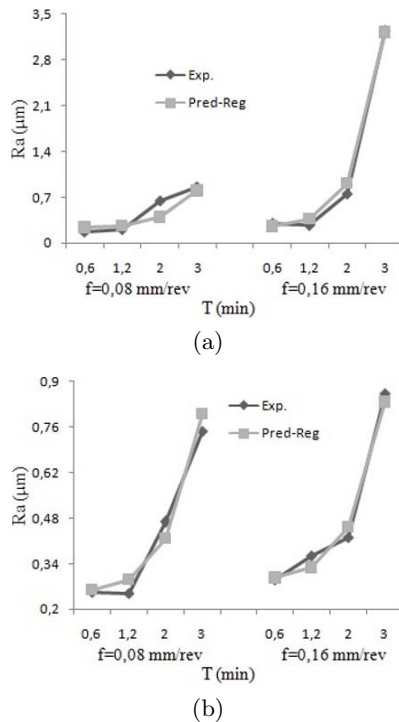 3,5
2,8
2,1
1,4
0,7
0
Ra (µm)
Exp.
Pred-Reg
0,6 1,2 2 3 0,6 1,2 2 3
f=0,08 mm/rev f=0,16 mm/rev
T (min)
(a)
0,9
0,76
0,62
0,48
0,34
0,2
Ra (µm)
Exp.
Pred-Reg
0,6 1,2 2 3 0,6 1,2 2 3
f=0,08 mm/rev f=0,16 mm/rev
T (min)
(b)